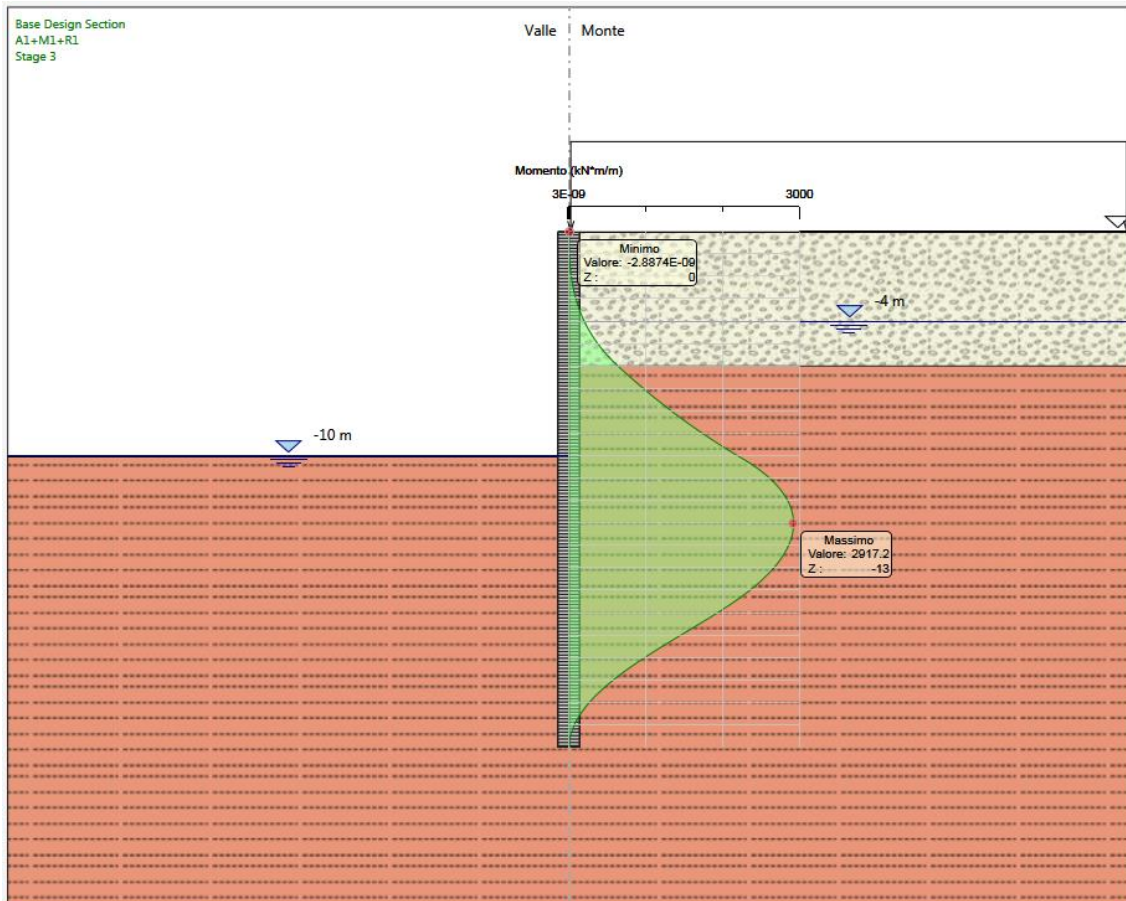 Base Design Section
A1+M1+R1
Stage 3
Valle Monte
Momento (kN*m/m)
3E-09 3000
Minimo
Valore: -2.8874E-09
Z : 0
-4 m
-10 m
Massimo
Valore: 2917.2
Z : -13